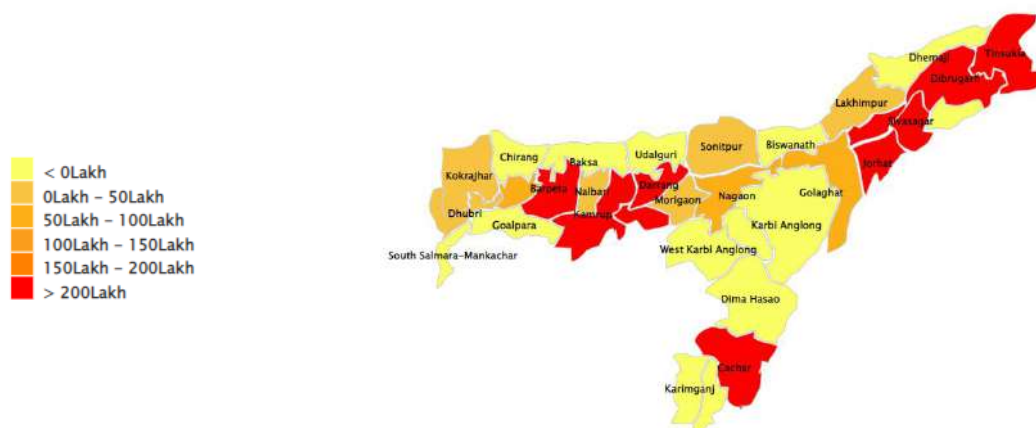 < 0Lakh
0Lakh - 50Lakh
50Lakh - 100Lakh
100Lakh - 150Lakh
150Lakh - 200Lakh
> 200Lakh
Tinsukia
Dhemaji
Dibrugarh
Lakhimpur
Sivasagar
Jorhat
Biswanath
Sonitpur
Udalguri
Chirang
Baksa
Kokrajhar
Barpeta
Nalbari
Darrang
Morigaon
Nagaon
Golaghat
Dhubri
Kamrup
Goalpara
Karbi Anglong
West Karbi Anglong
South Salmara-Mankachar
Dima Hasao
Cachar
Karimganj